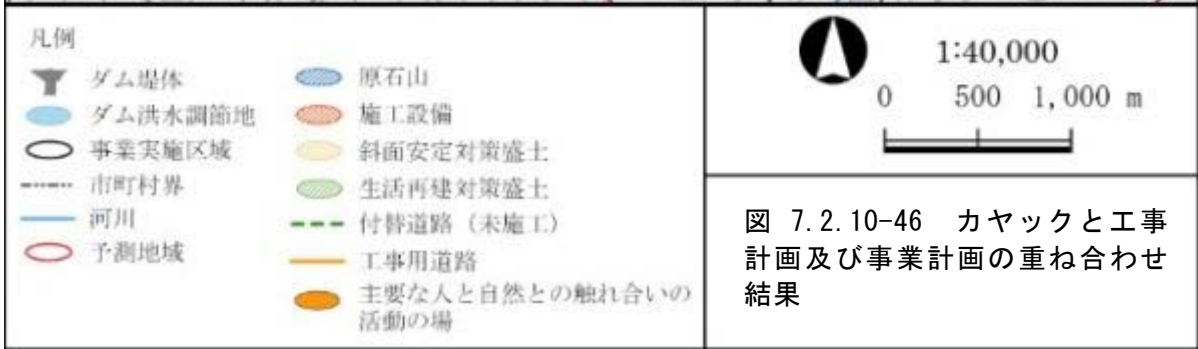 凡例
ダム堤体
ダム洪水調節地
事業実施区域
市町村界
河川
予測地域
原石山
施工設備
斜面安定対策盛土
生活再建対策盛土
付替道路（未施工）
工事用道路
主要な人と自然との触れ合いの
活動の場
1:40,000
0 500 1,000 m
図 7.2.10-46 カヤックと工事
計画及び事業計画の重ね合わせ
結果